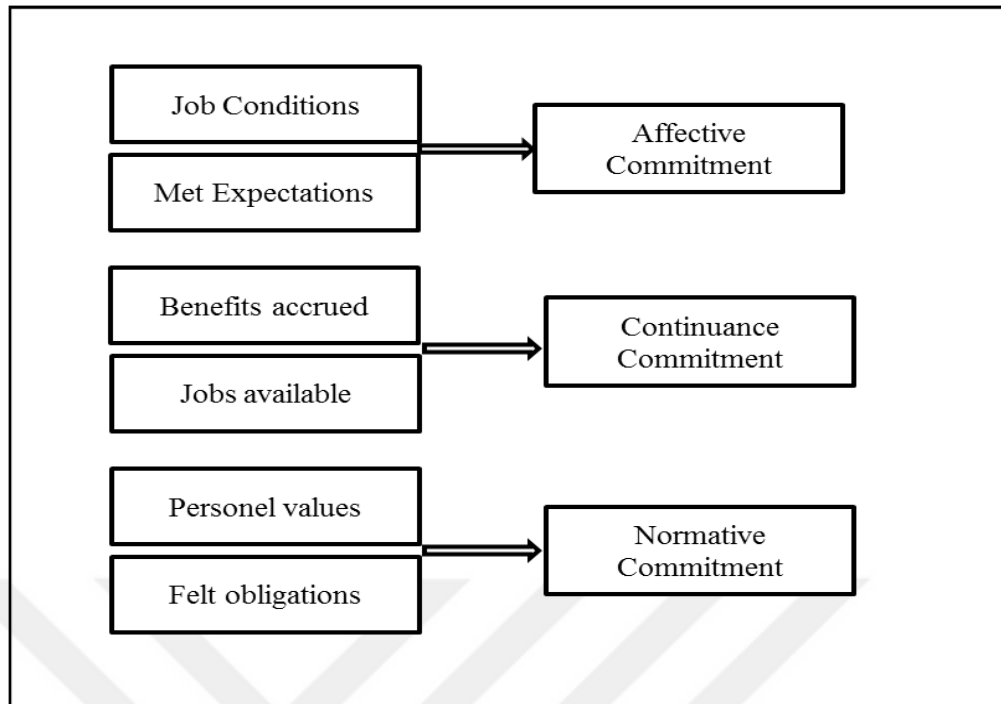 Job Conditions
Met Expectations
Affective
Commitment
Benefits accrued
Jobs available
Continuance
Commitment
Personel values
Felt obligations
Normative
Commitment